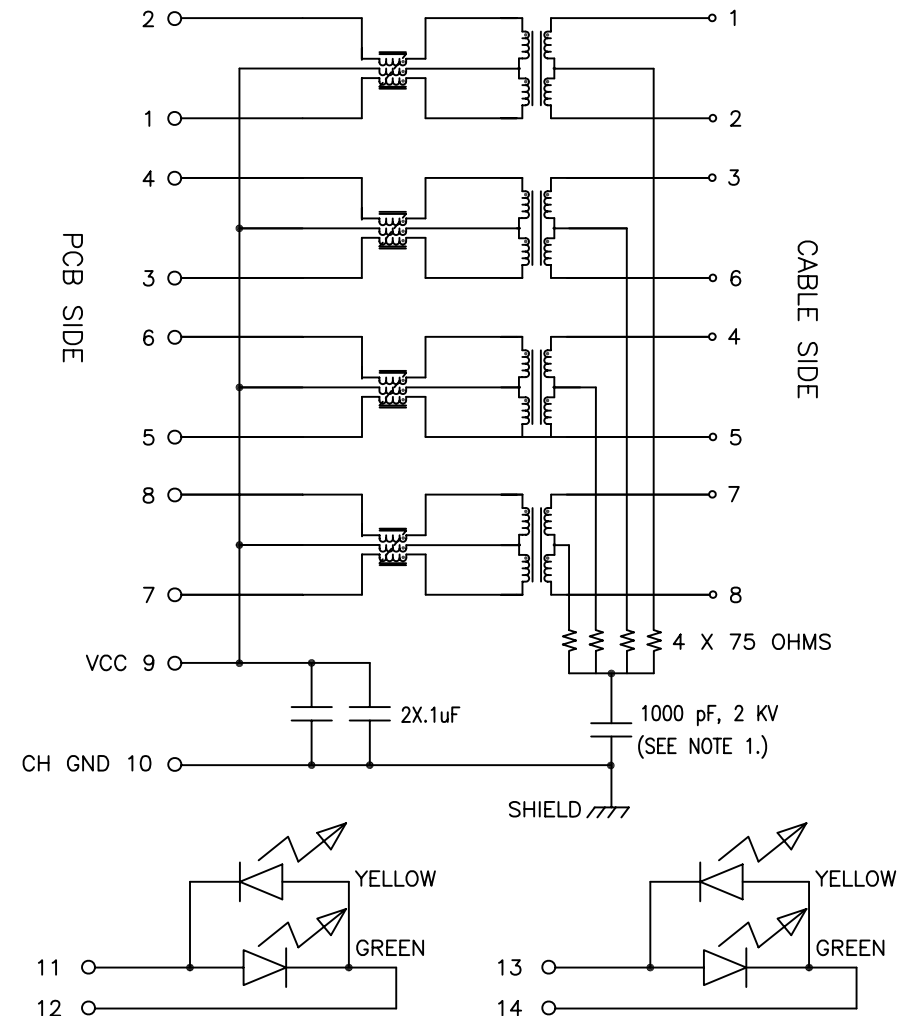 2
1
1
2
4
3
3
6
PCB SIDE
CABLE SIDE
6
4
5
5
8
7
7
8
4 X 75 OHMS
VCC 9
2X.1uF
1000 pF, 2 KV
(SEE NOTE 1.)
CH GND 10
SHIELD
YELLOW
GREEN
11
12
YELLOW
GREEN
13
14